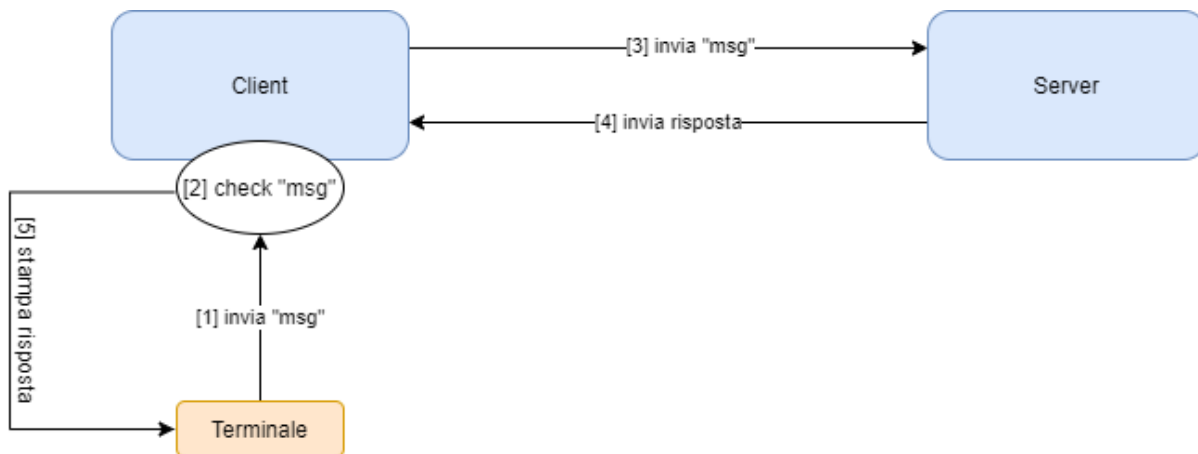 Client
[3] invia "msg"
Server
[4] invia risposta
[2] check "msg"
[5] stampa risposta
[1] invia "msg"
Terminale